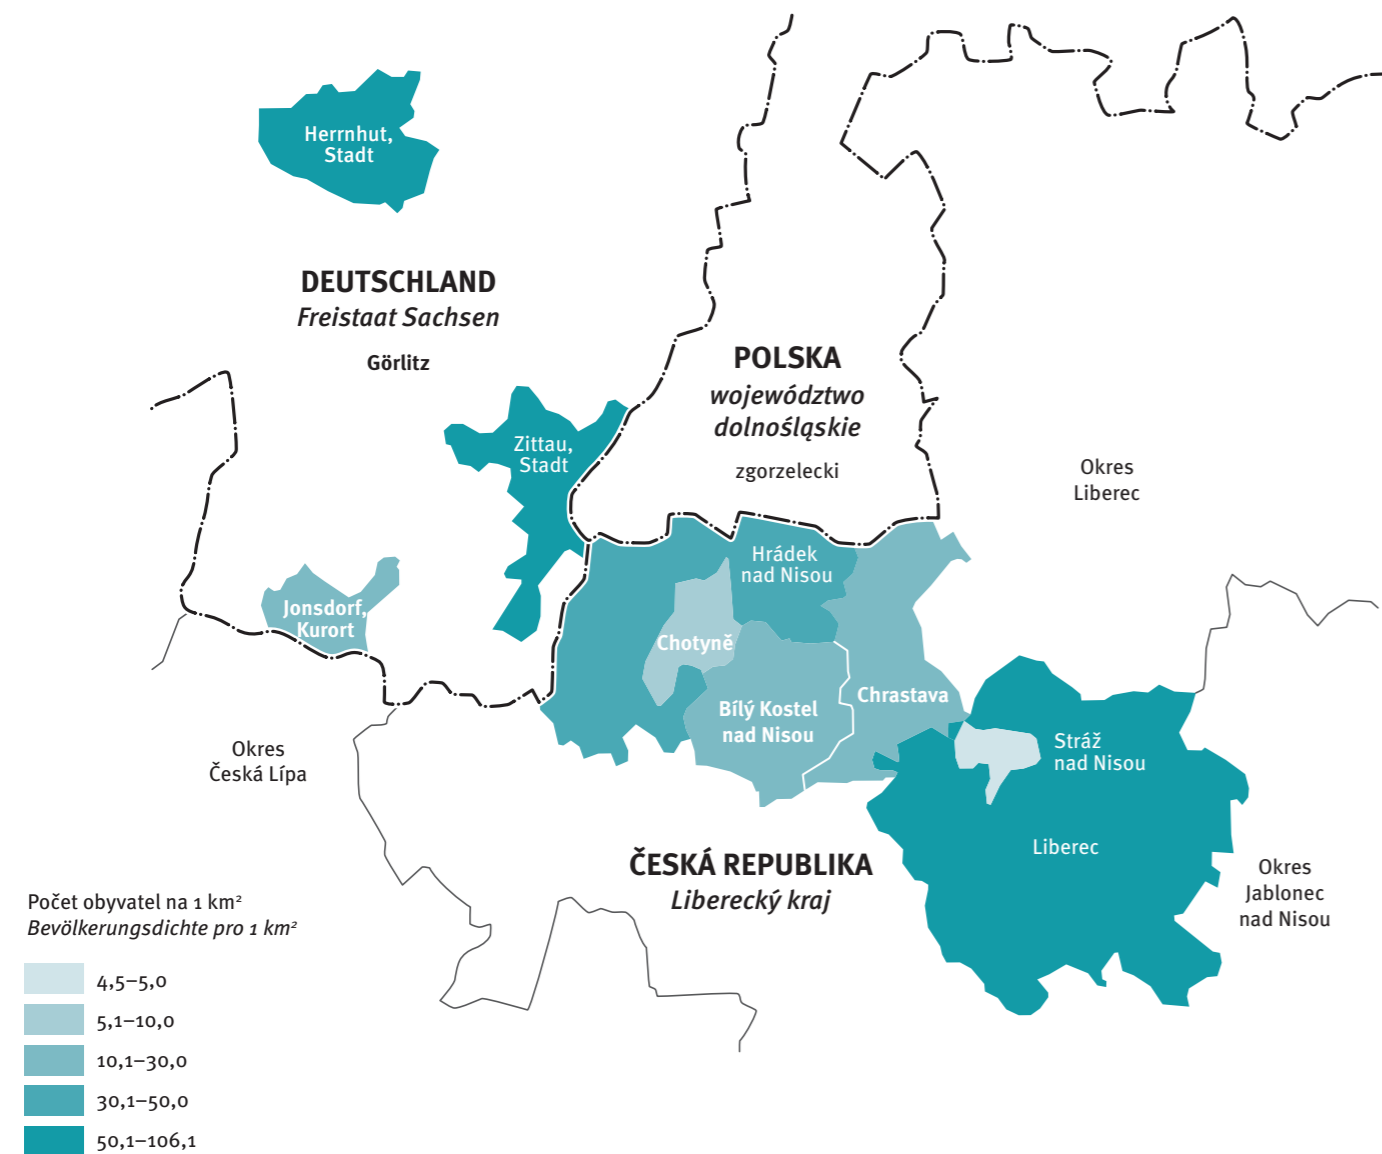 Herrnhut,
Stadt
DEUTSCHLAND
Freistaat Sachsen
Görlitz
POLSKA
województwo
dolnośląskie
zgorzelecki
Zittau,
Stadt
Okres
Liberec
Hrádek
nad Nisou
Jonsdorf,
Kurort
Chotyně
Chrastava
Bílý Kostel
nad Nisou
Stráž
nad Nisou
Okres
Česká Lípa
Liberec
ČESKÁ REPUBLIKA
Liberecký kraj
Okres
Jablonec
nad Nisou
Počet obyvatel na 1 km²
Bevölkerungsdichte pro 1 km²
4,5–5,0
5,1–10,0
10,1–30,0
30,1–50,0
50,1–106,1